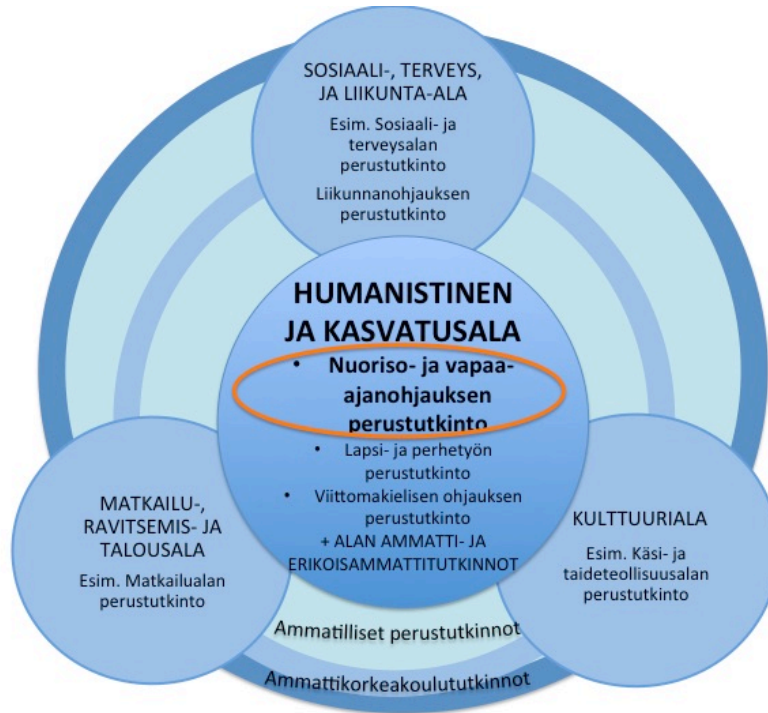 SOSIAALI-, TERVEYS,
JA LIIKUNTA-ALA
Esim. Sosiaali- ja
terveysalan
perustutkinto
Liikunnanohjauksen
perustutkinto
HUMANISTINEN
JA KASVATUSALA
• Nuoriso- ja vapaa-
ajanohjauksen
perustutkinto
• Lapsi- ja perhetyön
perustutkinto
• Viittomakielisen ohjauksen
perustutkinto
+ ALAN AMMATTI- JA
ERIKOISAMMATTITUTKINNOT
MATKAILU-,
RAVITSEMIS- JA
TALOUSALA
Esim. Matkailualan
perustutkinto
KULTTUURIALA
Esim. Käsi- ja
taideteollisuusalan
perustutkinto
Ammatilliset perustutkinnot
Ammattikorkeakoulututkinnot